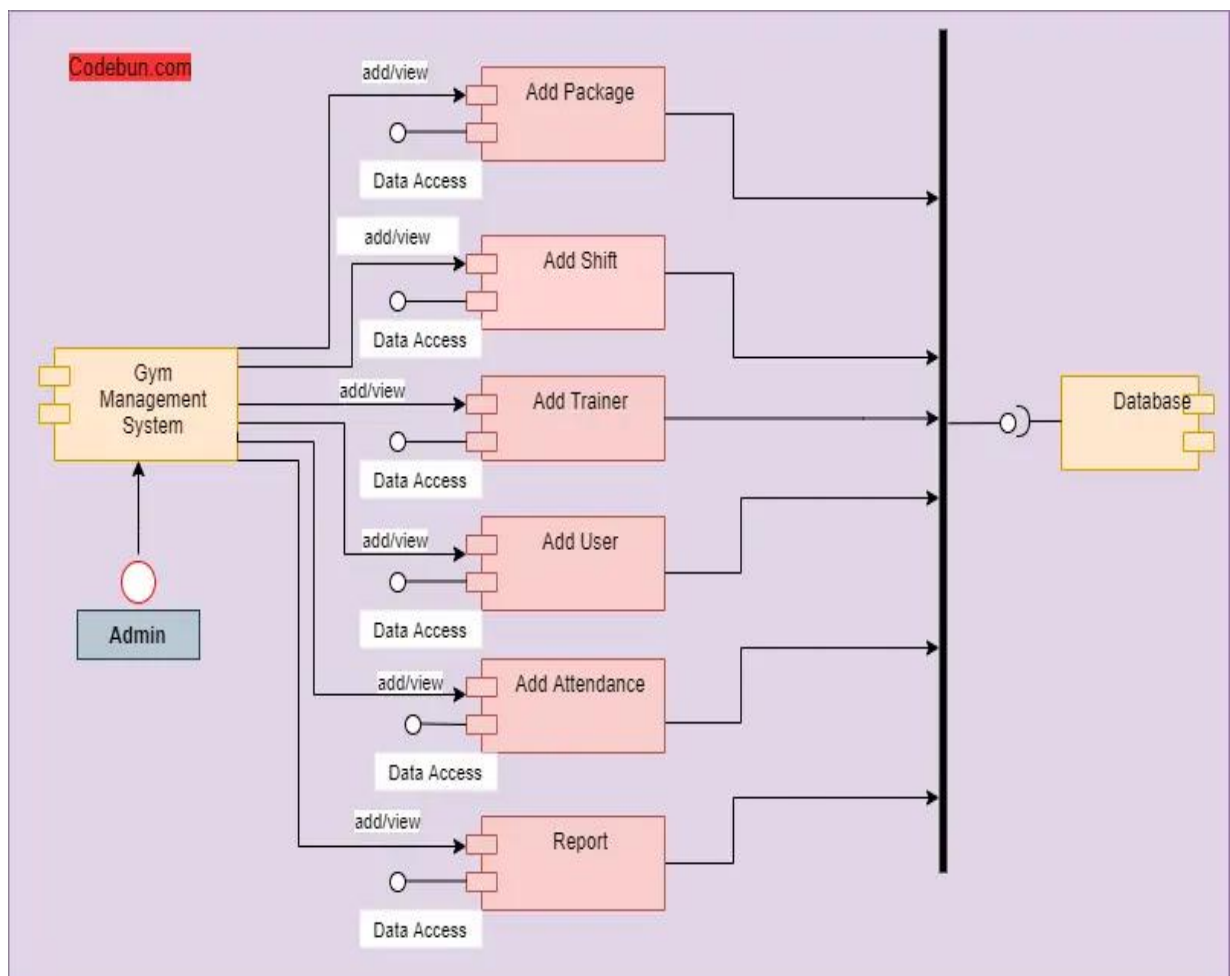 Codebun.com
add/view
Add Package
Data Access
add/view
Add Shift
Data Access
Gym
Management
System
add/view
Add Trainer
Data Access
Database
add/view
Add User
Data Access
Admin
add/view
Add Attendance
Data Access
add/view
Report
Data Access